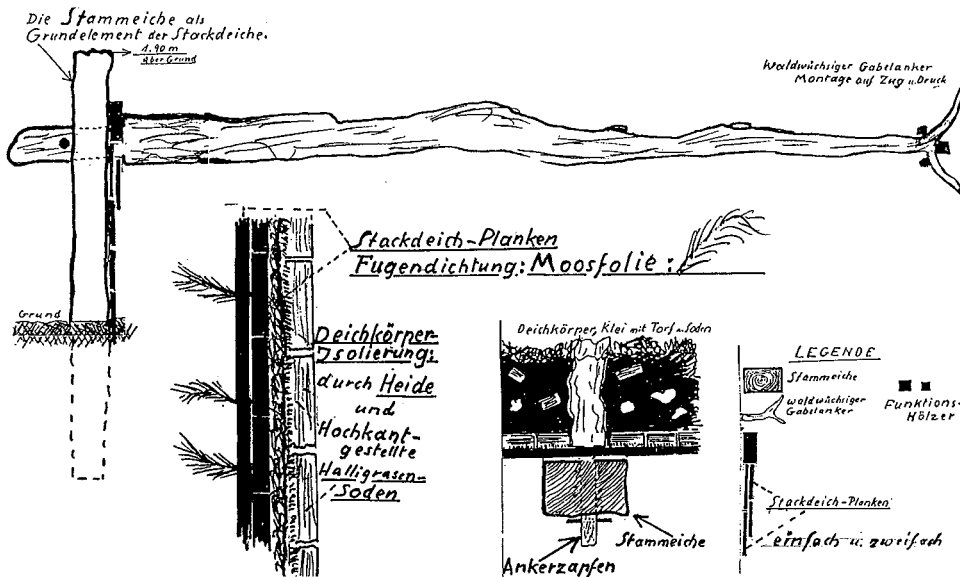 Die Stammeiche als
Grundelement der Stackdeiche.
1.90 m
über Grund
Waldwüchsiger Gabelanker
Montage auf Zug u. Druck
Stackdeich-Planken
Fugendichtung: Moosfolie:
Grund
Deichkörper-
Isolierung:
durch Heide
und
Hochkant-
gestellte
Halligrasen-
Soden
Deichkörper, Klei mit Torf u. Soden
Stammeiche
Ankerzapfen
LEGENDE
Stammeiche
waldwüchsiger
Gabelanker
Funktions-
Hölzer
Stackdeich-Planken
einfach u. zweifach